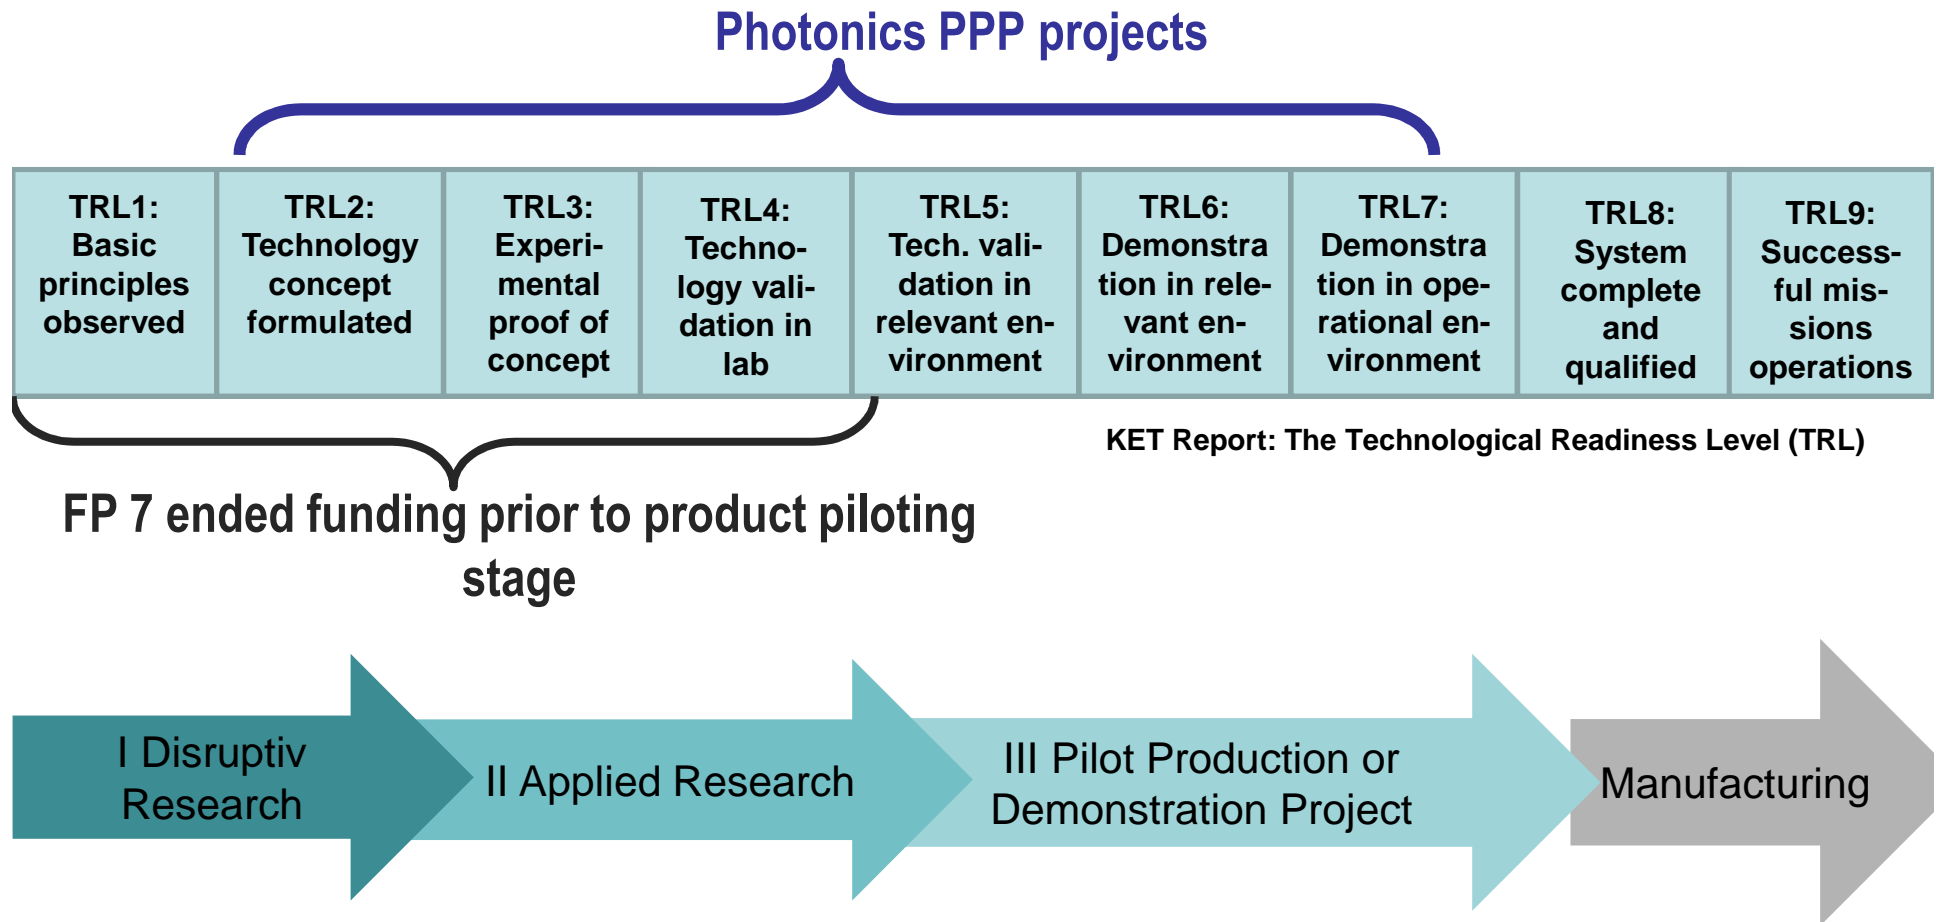 Photonics PPP projects
TRL1:
Basic
principles
observed
TRL2:
Technology
concept
formulated
TRL3:
Experi-
mental
proof of
concept
TRL4:
Techno-
logy vali-
dation in
lab
TRL5:
Tech. vali-
dation in
relevant en-
vironment
TRL6:
Demonstra
tion in rele-
vant en-
vironment
TRL7:
Demonstra
tion in ope-
rational en-
vironment
TRL8:
System
complete
and
qualified
TRL9:
Success-
ful mis-
sions
operations
KET Report: The Technological Readiness Level (TRL)
FP 7 ended funding prior to product piloting
stage
I Disruptiv
Research
II Applied Research
III Pilot Production or
Demonstration Project
Manufacturing